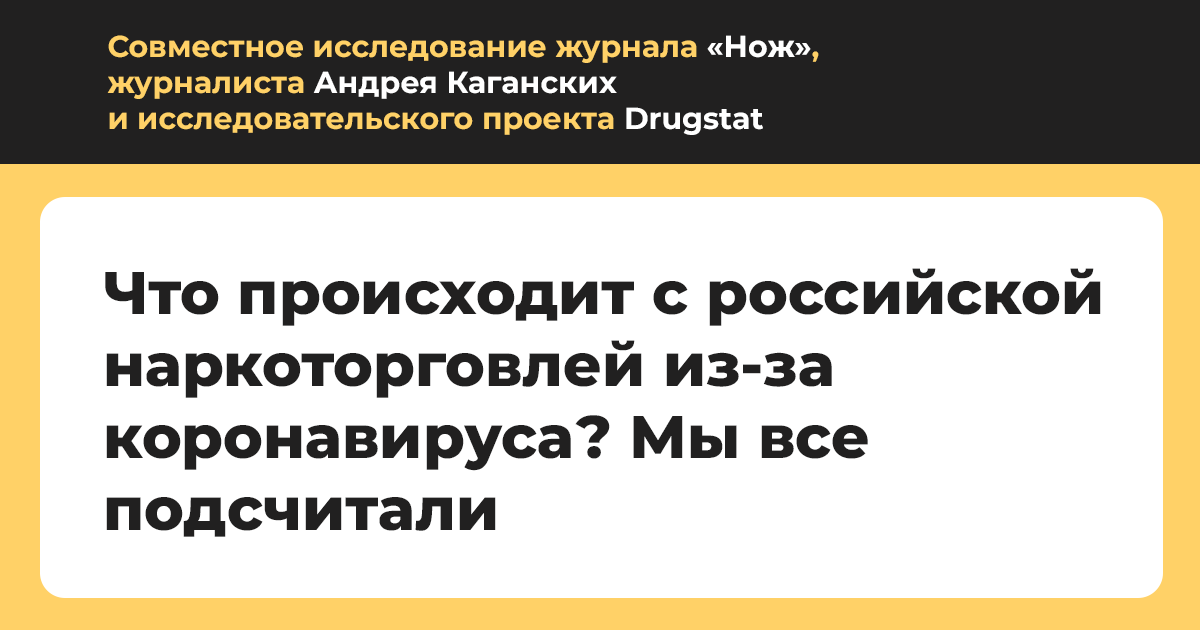 Совместное исследование журнала «Нож»,
журналиста Андрея Каганских
и исследовательского проекта Drugstat
Что происходит с российской
наркоторговлей из-за
коронавируса? Мы все
подсчитали